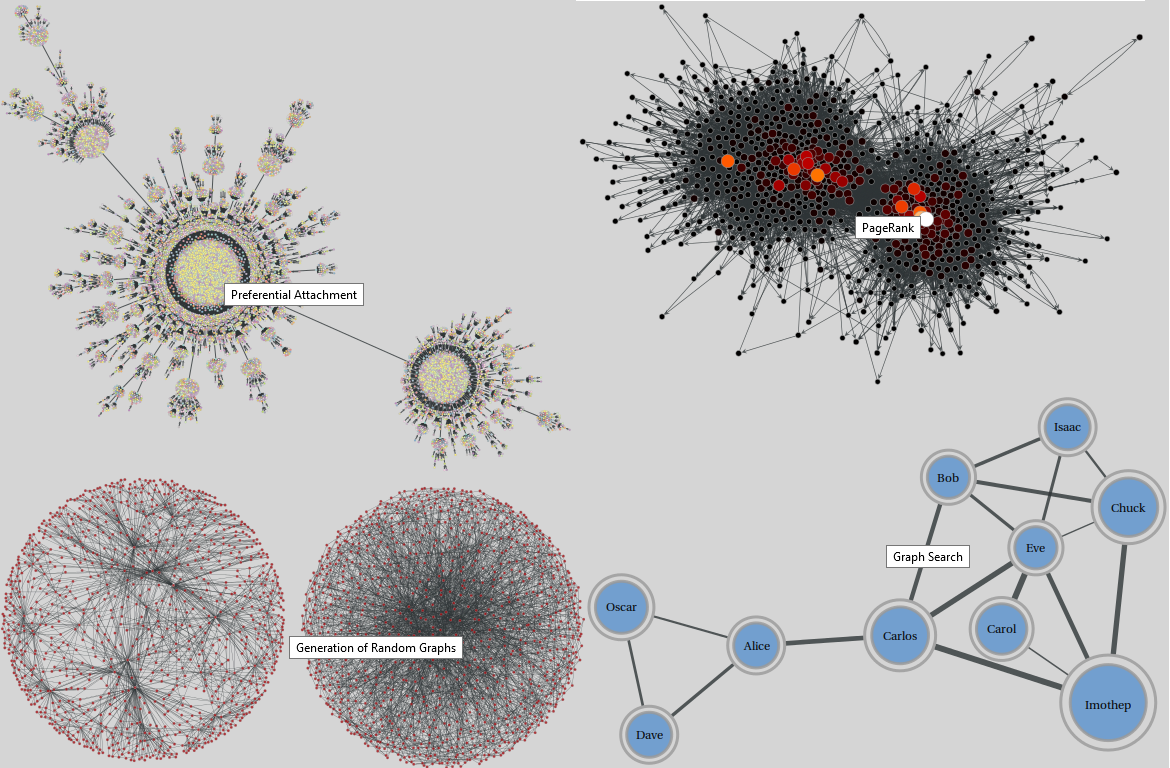 PageRank
Preferential Attachment
Isaac
Bob
Chuck
Eve
Graph Search
Oscar
Carol
Carlos
Alice
Generation of Random Graphs
Imothep
Dave